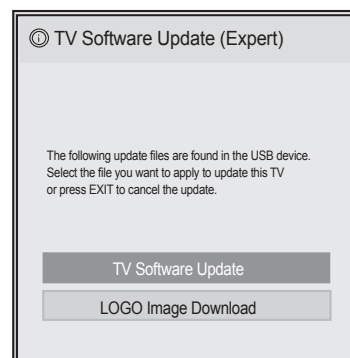 TV Software Update (Expert)
The following update files are found in the USB device.
Select the file you want to apply to update this TV
or press EXIT to cancel the update.
TV Software Update
LOGO Image Download